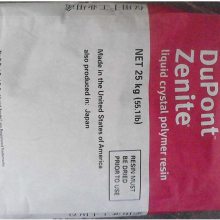 DuPont
Zenite®
liquid crystal polymer resin
NET 25 kg (55.1 lb)
Made in the United States of America
also produced in: Japan
RESIN MUST
BE DRIED
PRIOR TO USE